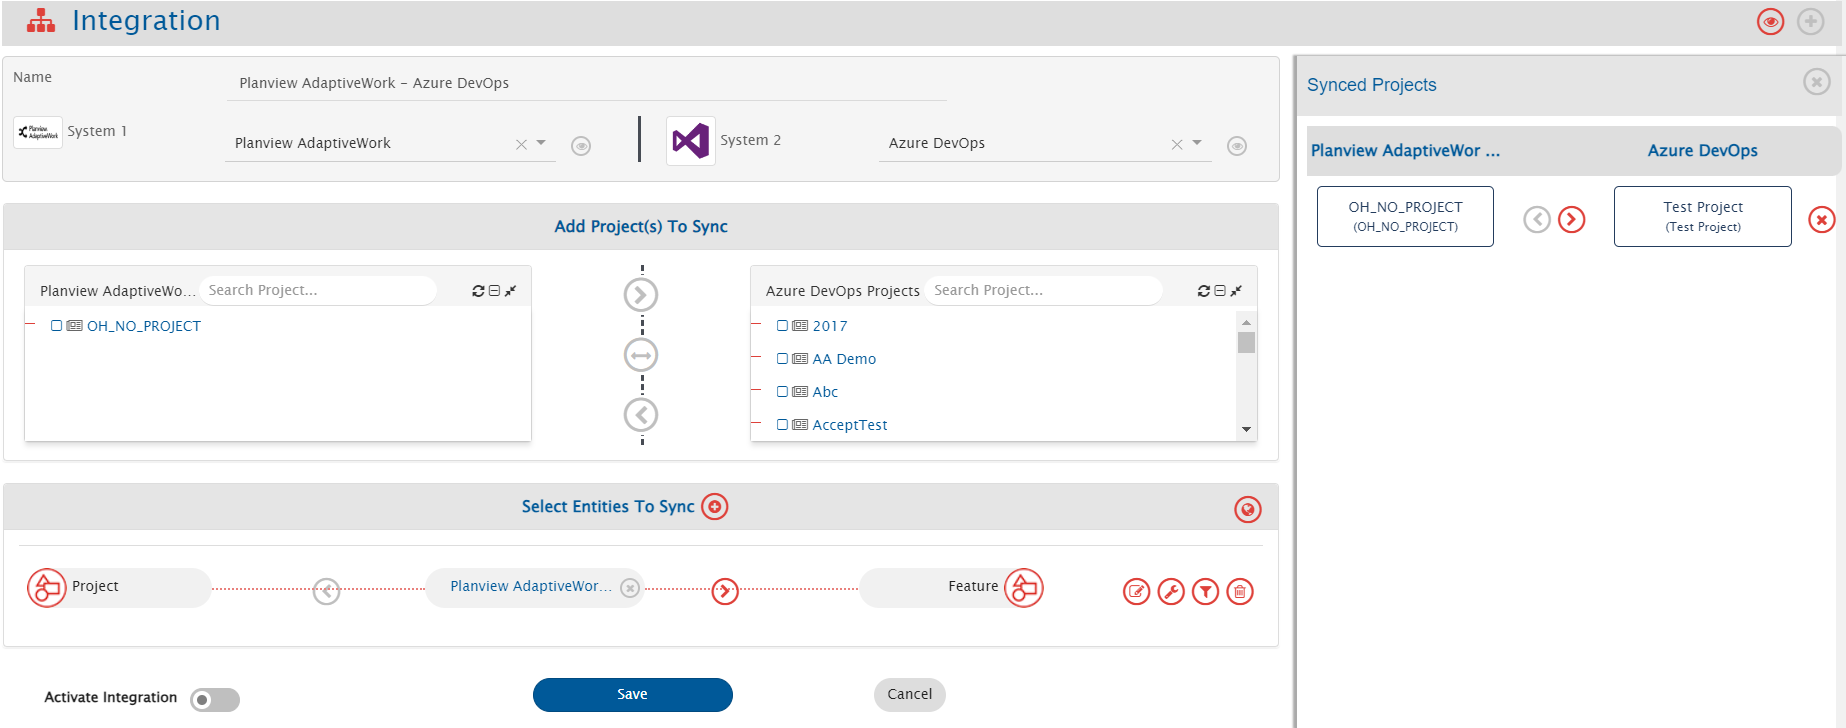 Integration
Name
Planview AdaptiveWork - Azure DevOps
Planview AdaptiveWork
System 1
Planview AdaptiveWork
System 2
Azure DevOps
Add Project(s) To Sync
Planview AdaptiveWo...
Search Project...
OH_NO_PROJECT
Azure DevOps Projects
Search Project...
2017
AA Demo
Abc
AcceptTest
Select Entities To Sync
Project
Planview AdaptiveWor...
Feature
Activate Integration
Save
Cancel
Synced Projects
Planview AdaptiveWor ...
Azure DevOps
OH_NO_PROJECT
(OH_NO_PROJECT)
Test Project
(Test Project)